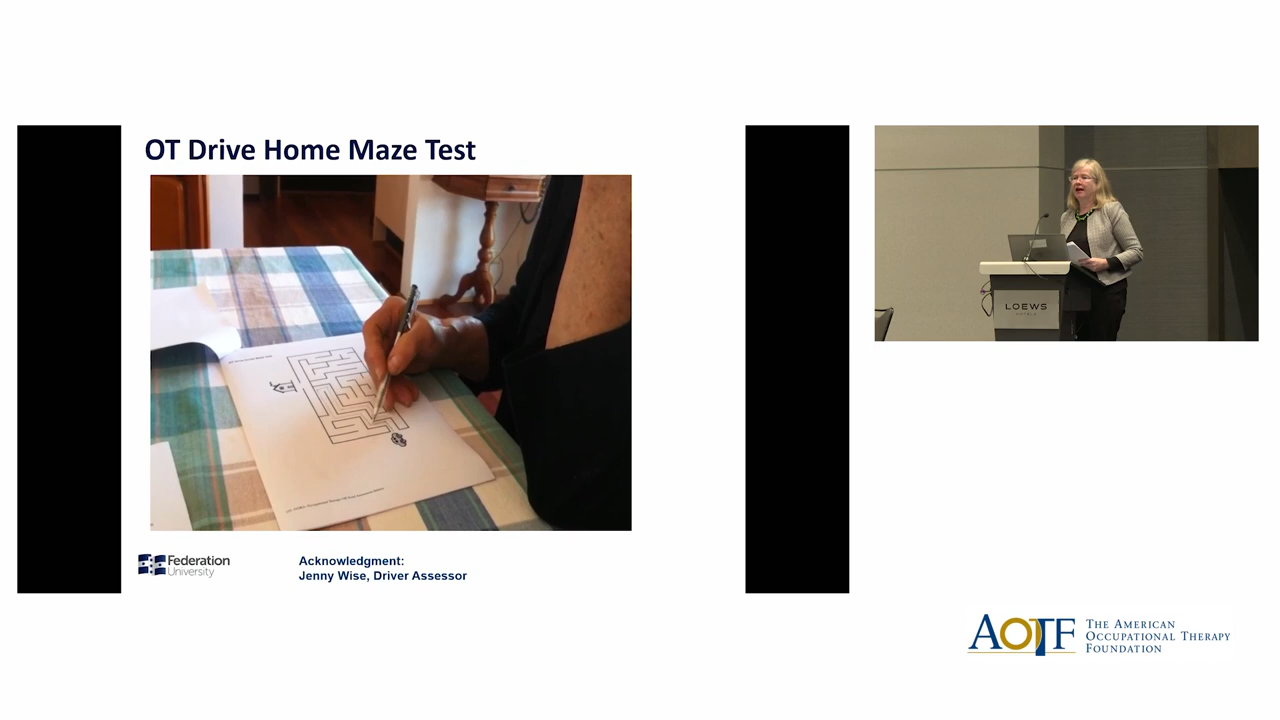 OT Drive Home Maze Test
Federation
University
Acknowledgment:
Jenny Wise, Driver Assessor
LOEWS
HOTELS
AOTF
THE AMERICAN
OCCUPATIONAL THERAPY
FOUNDATION